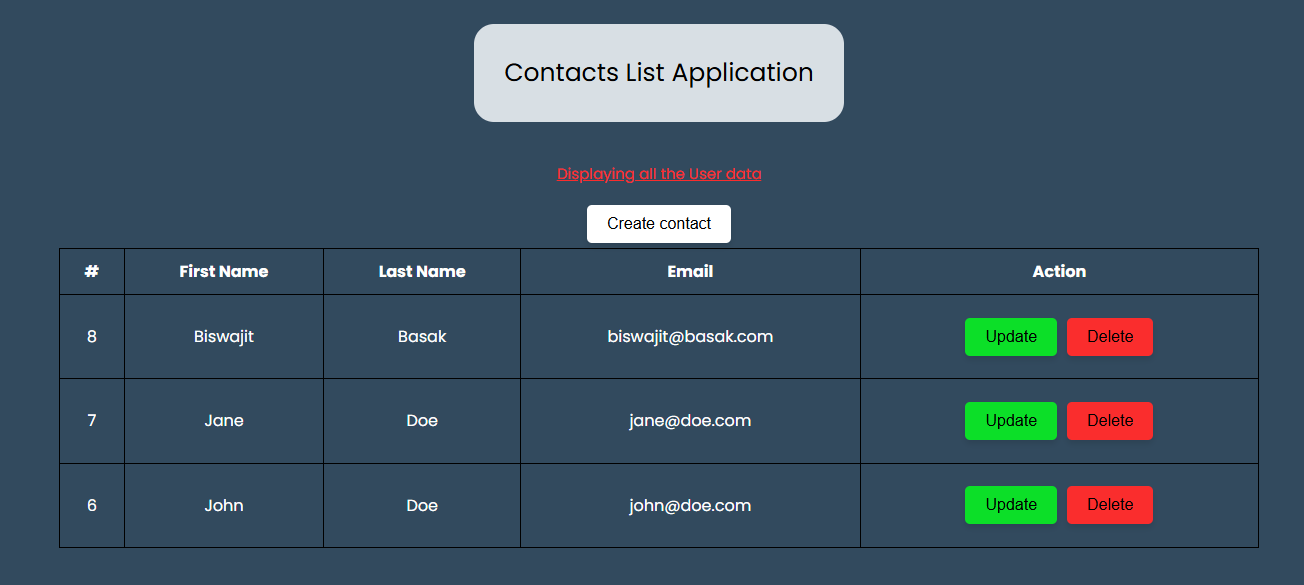 Contacts List Application
Displaying all the User data
Create contact
# First Name Last Name Email Action
8 Biswajit Basak biswajit@basak.com Update Delete
7 Jane Doe jane@doe.com Update Delete
6 John Doe john@doe.com Update Delete